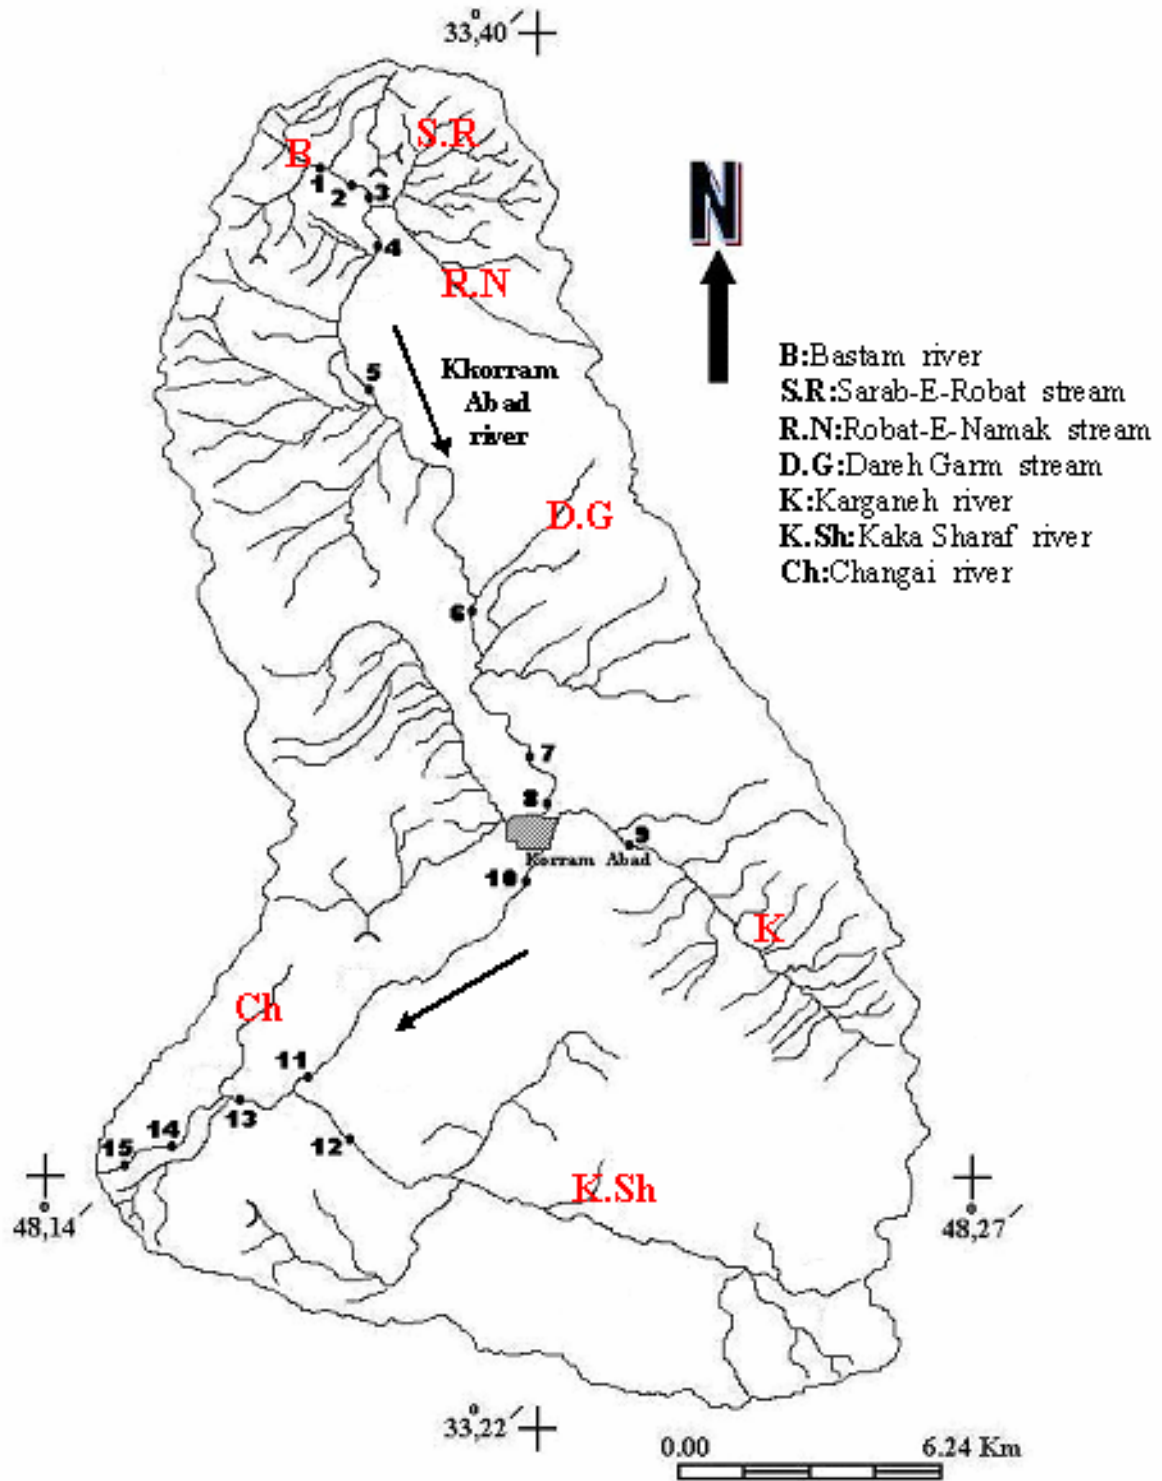 33,40°′
S.R
B
1
2
3
4
N
R.N
B:Bastam river
S.R:Sarab-E-Robat stream
R.N:Robat-E-Namak stream
D.G:Dareh Garm stream
K:Karganeh river
K.Sh:Kaka Sharaf river
Ch:Changai river
5
Kkorram
Abad
river
D.G
6
7
8
9
Korram Abad
10
K
Ch
11
13
12
14
15
K.Sh
48,14°′
48,27°′
33,22°′
0.00 6.24 Km